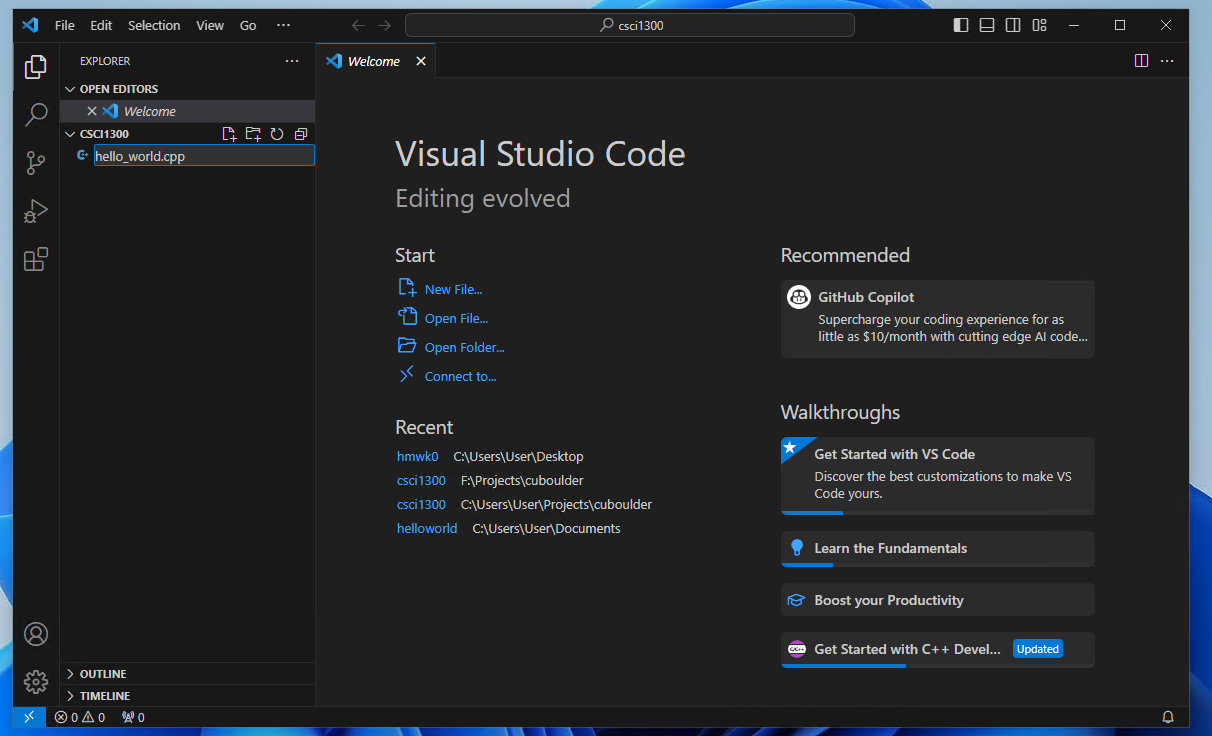 File Edit Selection View Go ···
csci1300
EXPLORER ···
OPEN EDITORS
Welcome
CSCI1300
hello_world.cpp
OUTLINE
TIMELINE
Welcome
Visual Studio Code
Editing evolved
Start
New File...
Open File...
Open Folder...
Connect to...
Recent
hmwk0 C:\Users\User\Desktop
csci1300 F:\Projects\cuboulder
csci1300 C:\Users\User\Projects\cuboulder
helloworld C:\Users\User\Documents
Recommended
GitHub Copilot
Supercharge your coding experience for as
little as $10/month with cutting edge AI code...
Walkthroughs
Get Started with VS Code
Discover the best customizations to make VS
Code yours.
Learn the Fundamentals
Boost your Productivity
C/C++ Get Started with C++ Devel... Updated
0 0 0